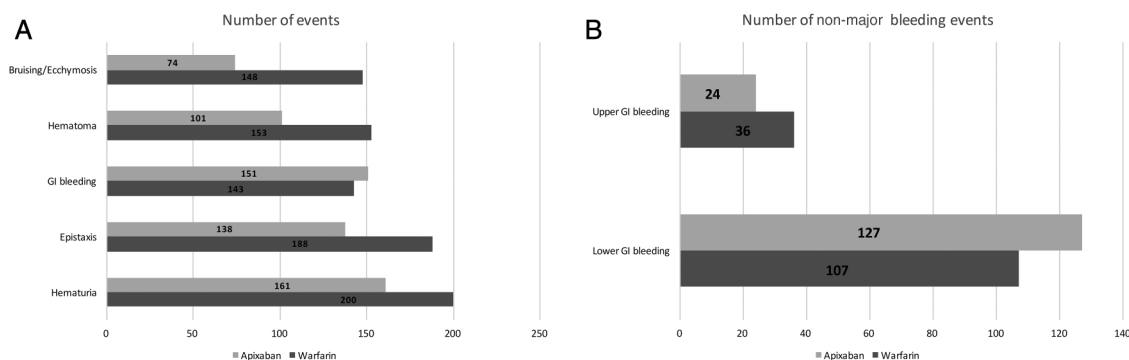 A
Number of events
Bruising/Ecchymosis
74
148
Hematoma
101
153
GI bleeding
151
143
Epistaxis
138
188
Hematuria
161
200
0 50 100 150 200 250
Apixaban Warfarin
B
Number of non-major bleeding events
Upper GI bleeding
24
36
Lower GI bleeding
127
107
0 20 40 60 80 100 120 140
Apixaban Warfarin